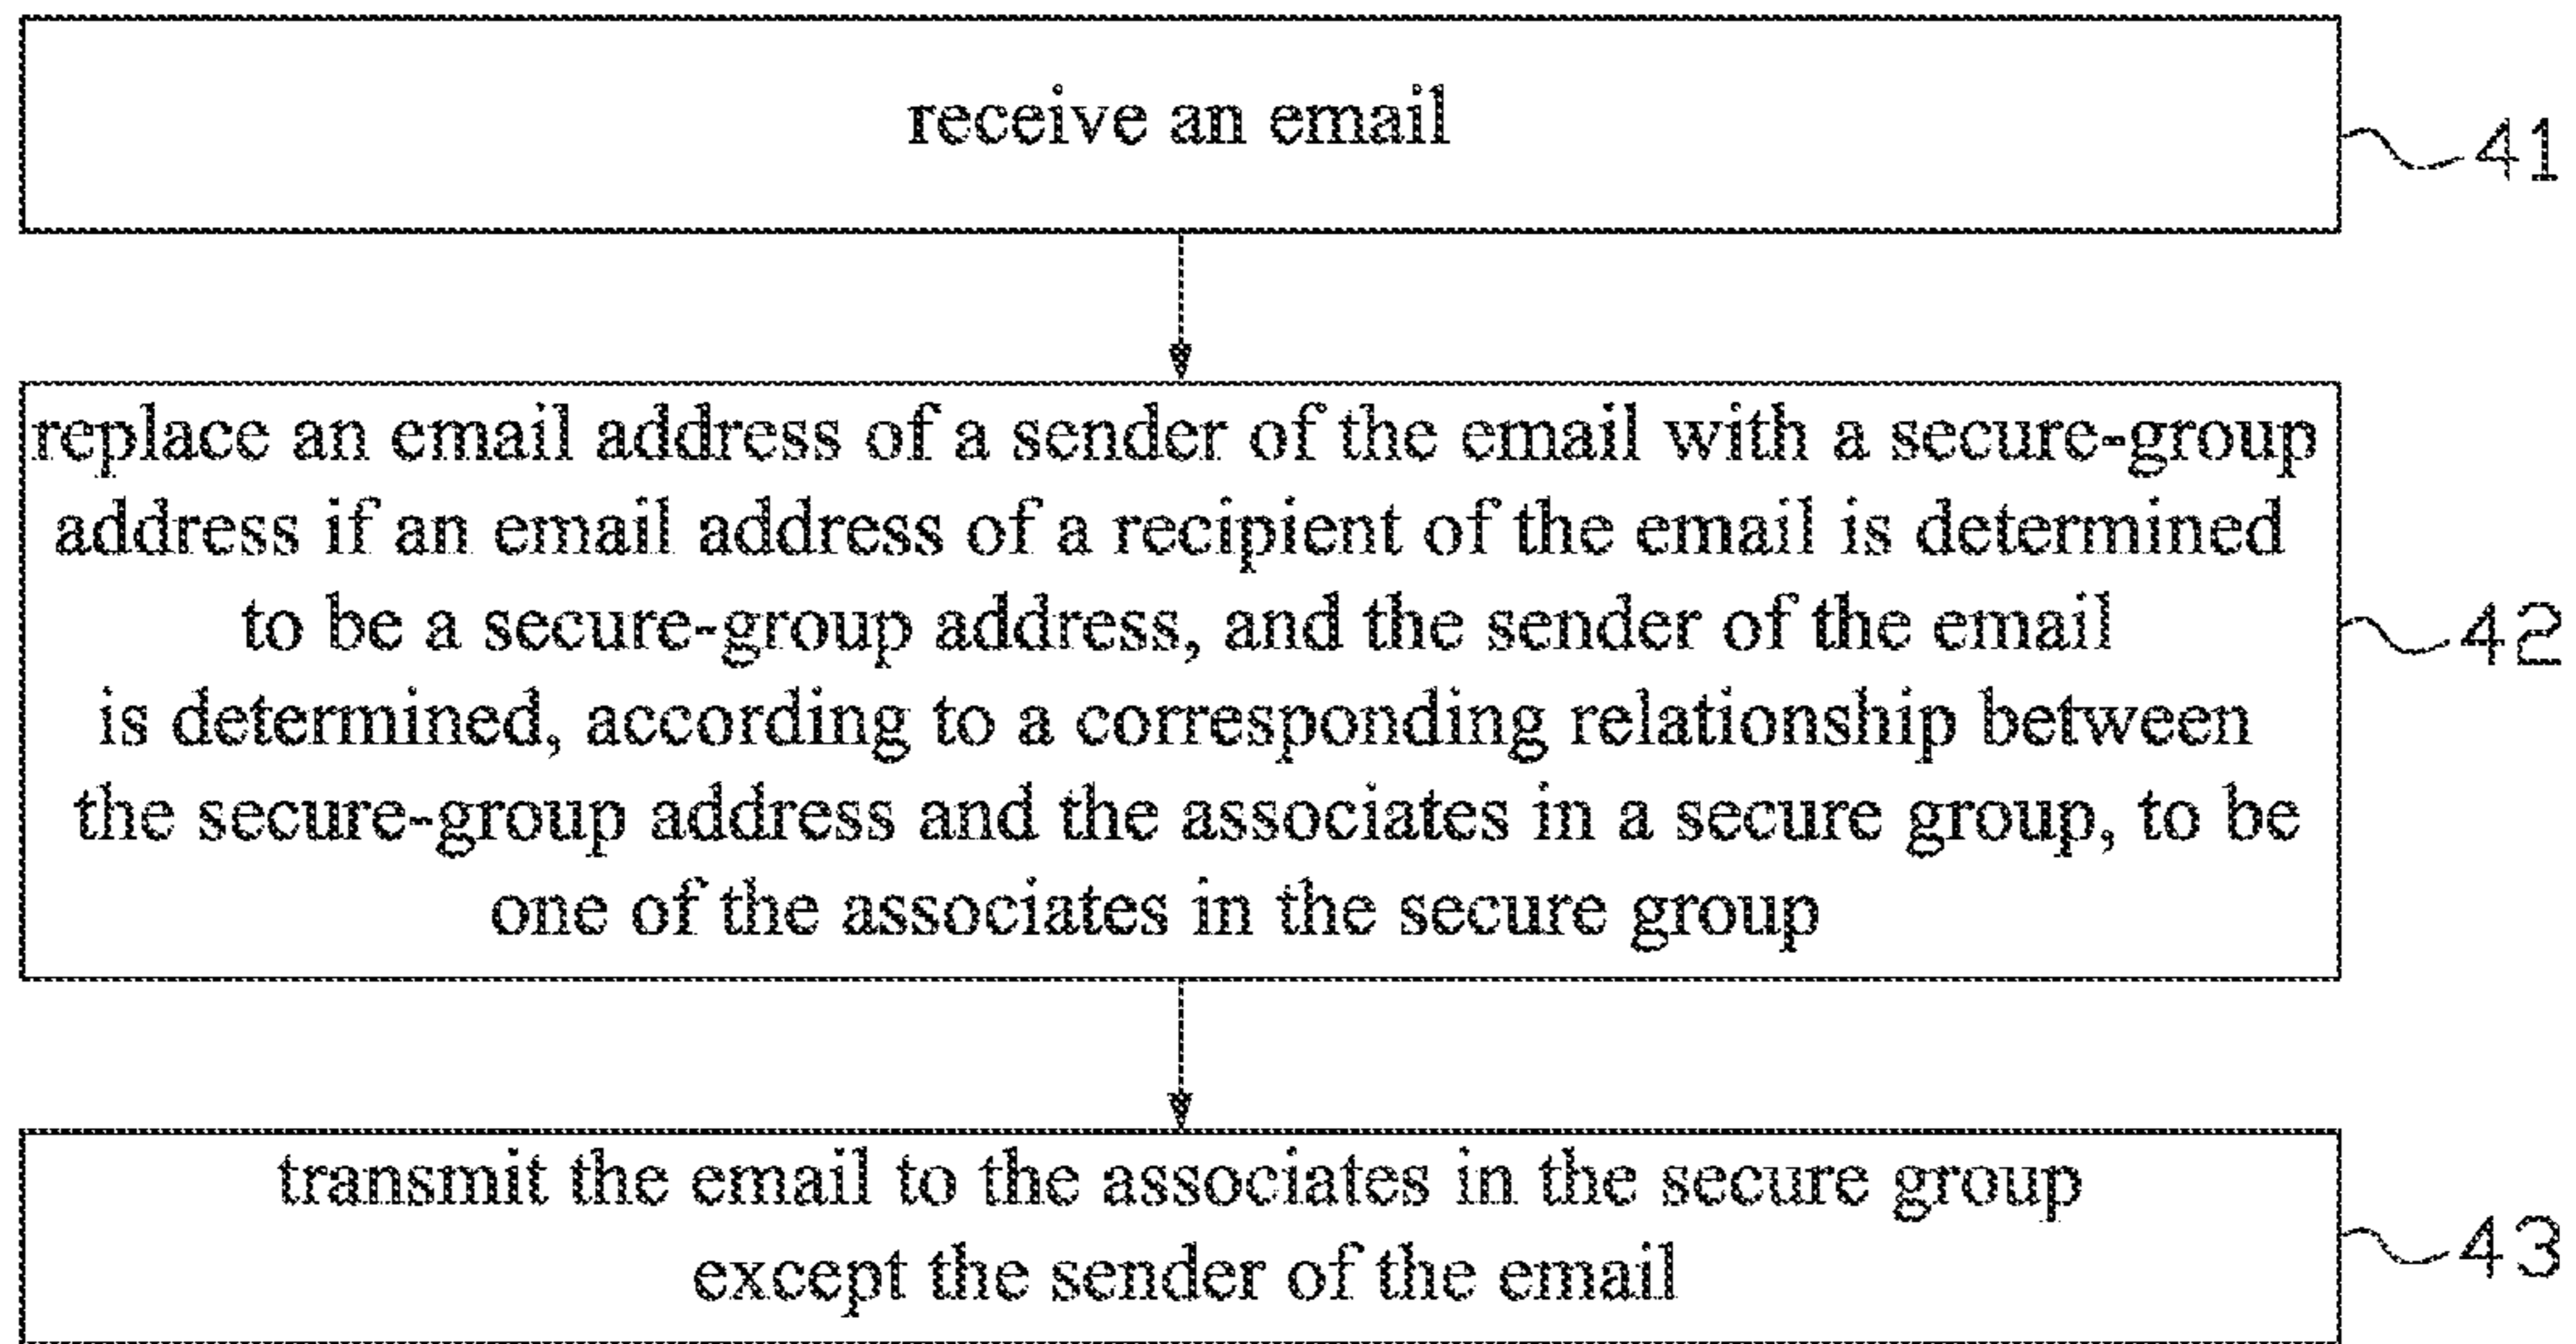 receive an email
41
replace an email address of a sender of the email with a secure-group
address if an email address of a recipient of the email is determined
to be a secure-group address, and the sender of the email
42
is determined, according to a corresponding relationship between
the secure-group address and the associates in a secure group, to be
one of the associates in the secure group
transmit the email to the associates in the secure group
except the sender of the email
43